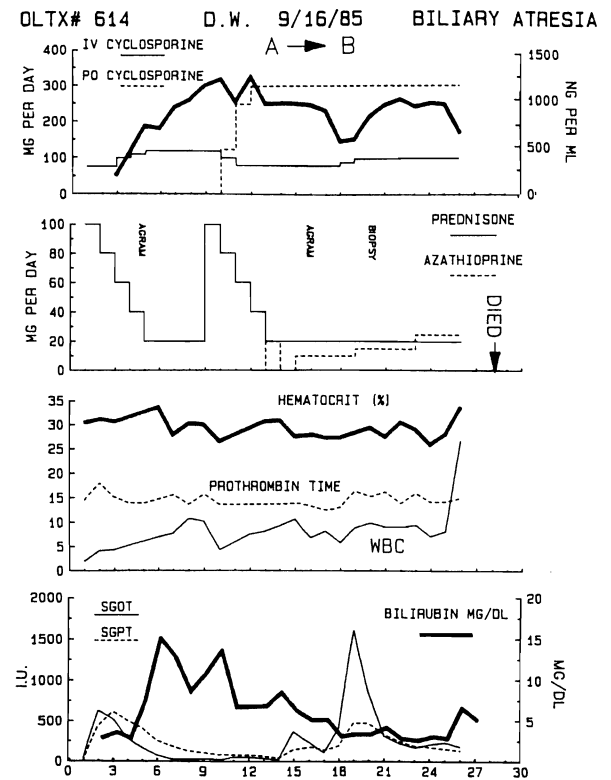 OLTX# 614 D.W. 9/16/85 BILIARY ATRESIA
IV CYCLOSPORINE
PO CYCLOSPORINE
A → B
MG PER DAY
400
300
200
100
0
NG PER ML
1500
1000
500
0
PREDNISONE
AZATHIOPRINE
AGRAM
AGRAM
BIOPSY
DIED
MG PER DAY
100
80
60
40
20
0
HEMATOCRIT (%)
PROTHROMBIN TIME
WBC
35
30
25
20
15
10
5
0
SGOT
SGPT
BILIRUBIN MG/DL
I.U.
2000
1500
1000
500
0
MG/DL
20
15
10
5
0 3 6 9 12 15 18 21 24 27 30